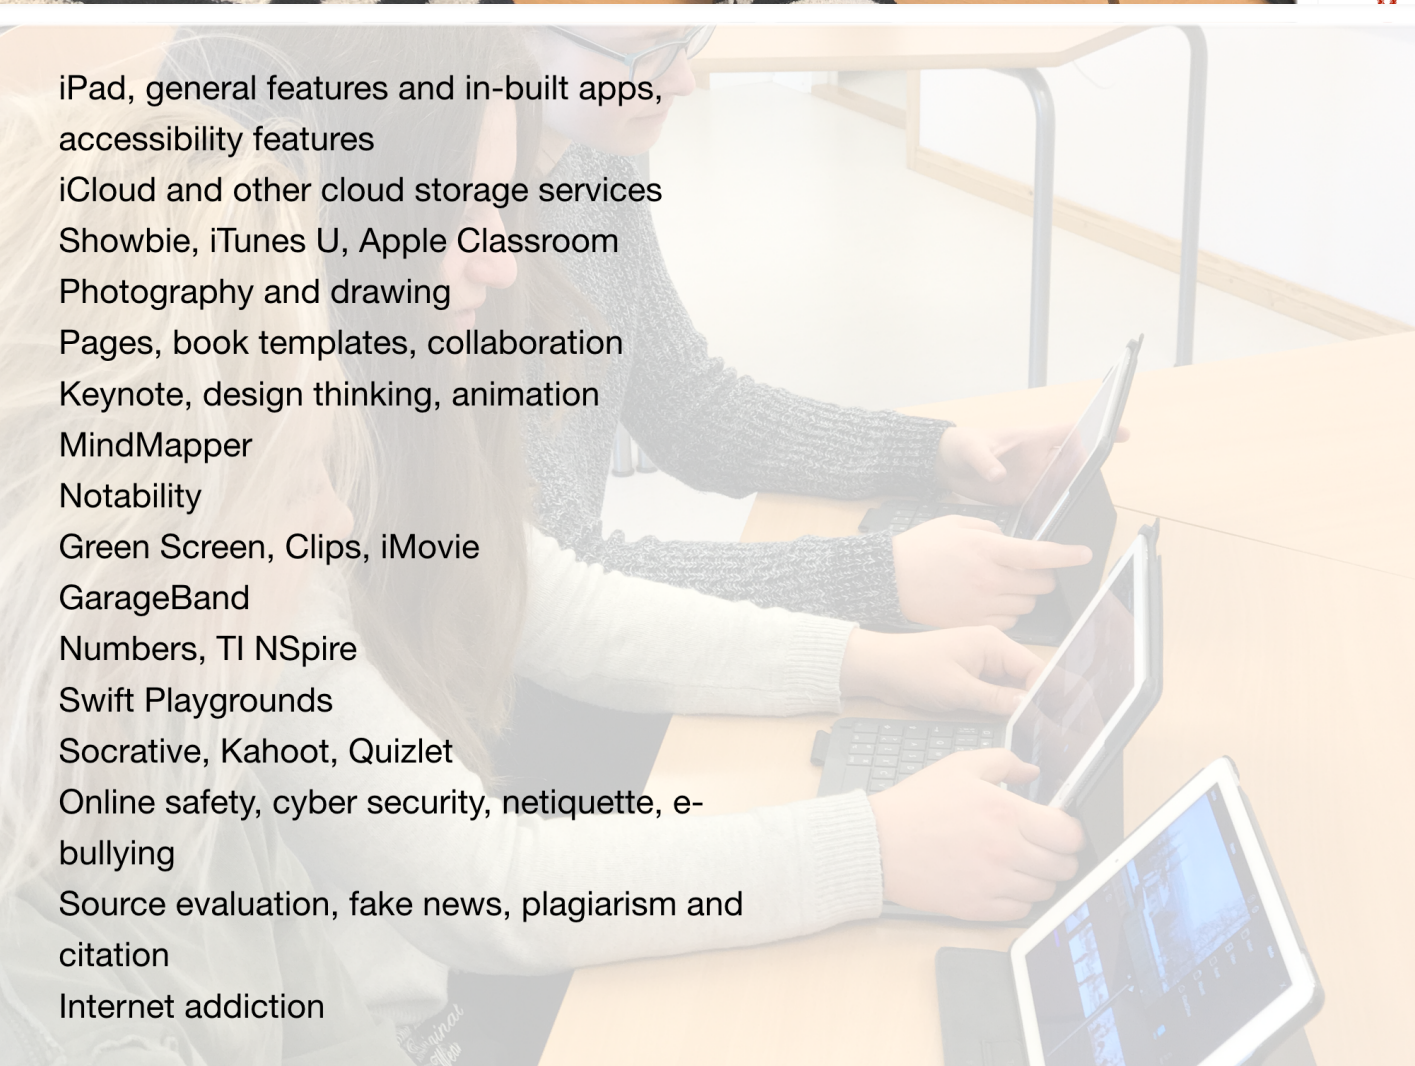 iPad, general features and in-built apps,
accessibility features
iCloud and other cloud storage services
Showbie, iTunes U, Apple Classroom
Photography and drawing
Pages, book templates, collaboration
Keynote, design thinking, animation
MindMapper
Notability
Green Screen, Clips, iMovie
GarageBand
Numbers, TI NSpire
Swift Playgrounds
Socrative, Kahoot, Quizlet
Online safety, cyber security, netiquette, e-
bullying
Source evaluation, fake news, plagiarism and
citation
Internet addiction